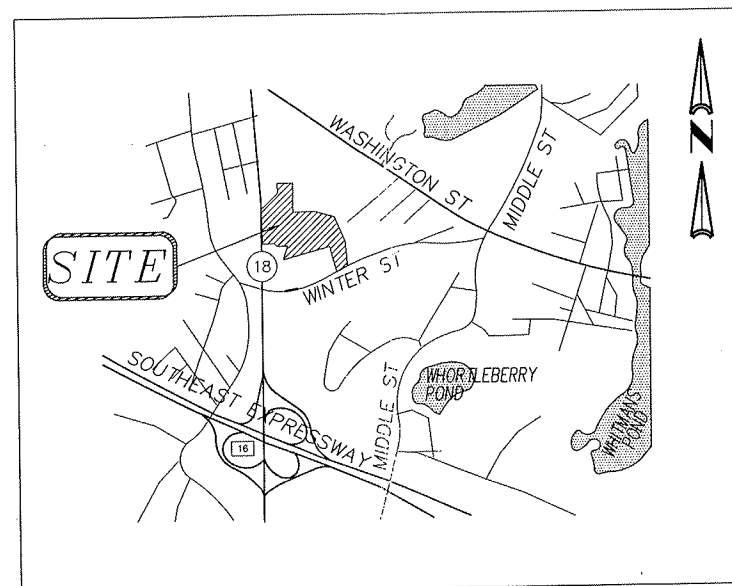 WASHINGTON ST
MIDDLE ST
N
SITE
18
WINTER ST
SOUTHEAST EXPRESSWAY
MIDDLE ST
WHORTLEBERRY
POND
WHITMANS
POND
16